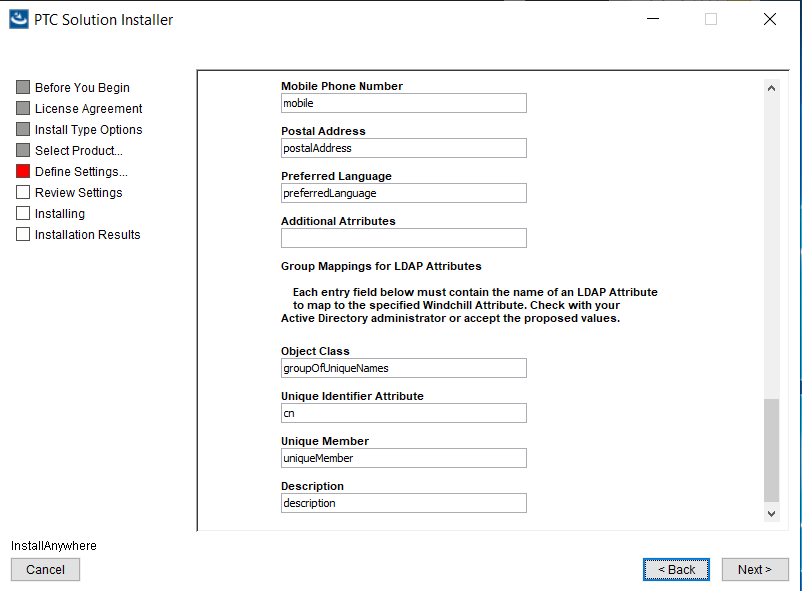 PTC Solution Installer
Before You Begin
License Agreement
Install Type Options
Select Product...
Define Settings...
Review Settings
Installing
Installation Results
Mobile Phone Number
mobile
Postal Address
postalAddress
Preferred Language
preferredLanguage
Additional Atrributes
Group Mappings for LDAP Attributes
Each entry field below must contain the name of an LDAP Attribute
to map to the specified Windchill Attribute. Check with your
Active Directory administrator or accept the proposed values.
Object Class
groupOfUniqueNames
Unique Identifier Attribute
cn
Unique Member
uniqueMember
Description
description
InstallAnywhere
Cancel
< Back
Next >